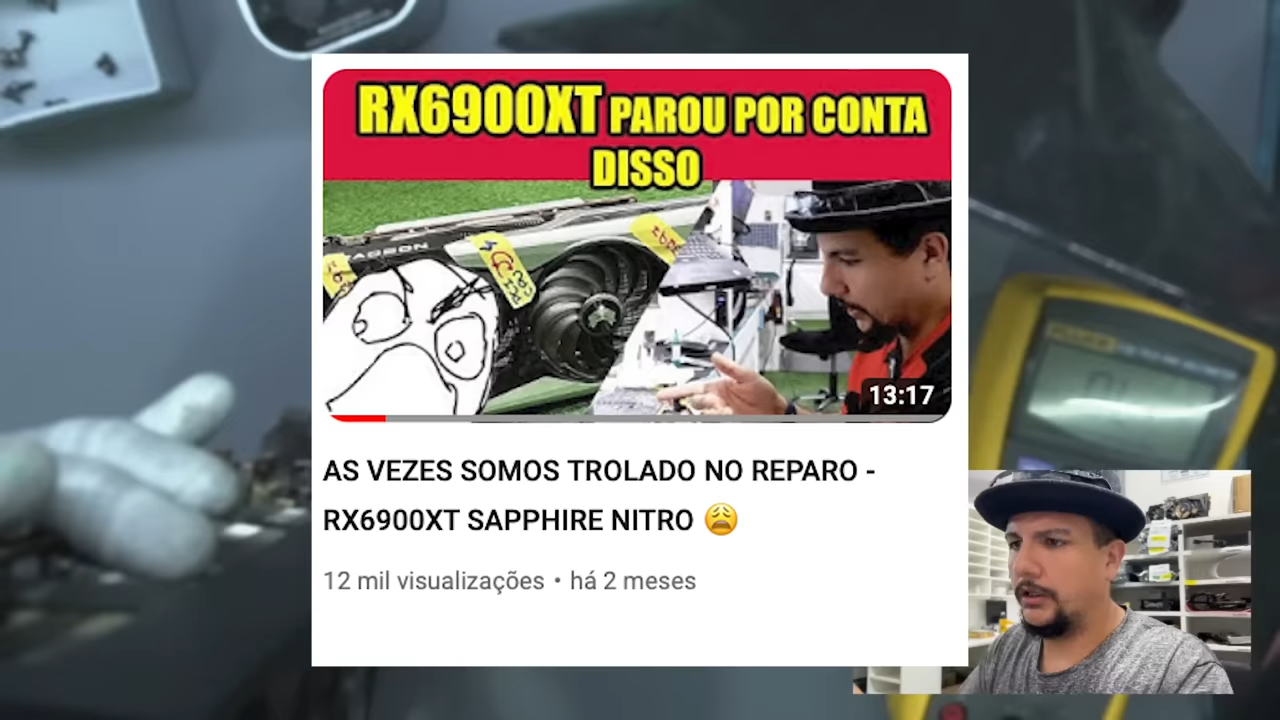 RX6900XT PAROU POR CONTA
DISSO
RADEON
13:17
AS VEZES SOMOS TROLADO NO REPARO -
RX6900XT SAPPHIRE NITRO 😩
12 mil visualizações • há 2 meses